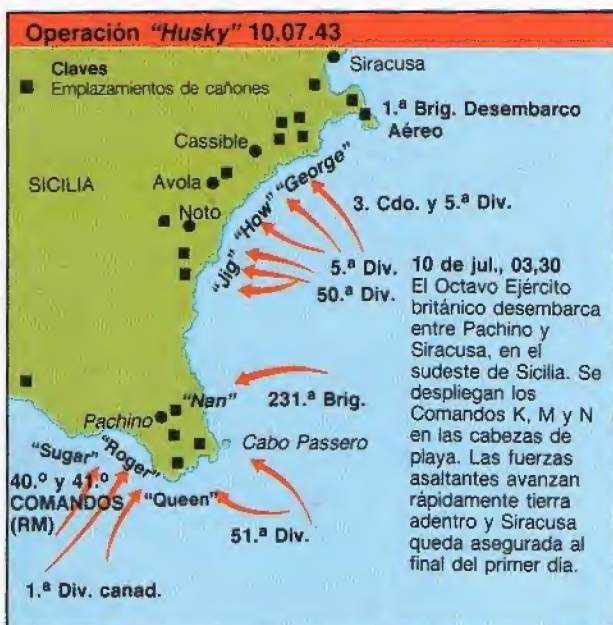 Operación "Husky" 10.07.43
Claves
Emplazamientos de cañones
Siracusa
1.ª Brig. Desembarco
Aéreo
Cassible
SICILIA
Avola
"George"
"How"
3. Cdo. y 5.ª Div.
Noto
"Jig"
5.ª Div.
50.ª Div.
10 de jul., 03,30
El Octavo Ejército
británico desembarca
entre Pachino y
Siracusa, en el
sudeste de Sicilia. Se
despliegan los
Comandos K, M y N
en las cabezas de
playa. Las fuerzas
asaltantes avanzan
rápidamente tierra
adentro y Siracusa
queda asegurada al
final del primer día.
"Nan"
231.ª Brig.
Pachino
Cabo Passero
"Sugar"
"Roger"
40.º y 41.º
COMANDOS
(RM)
"Queen"
51.ª Div.
1.ª Div. canad.